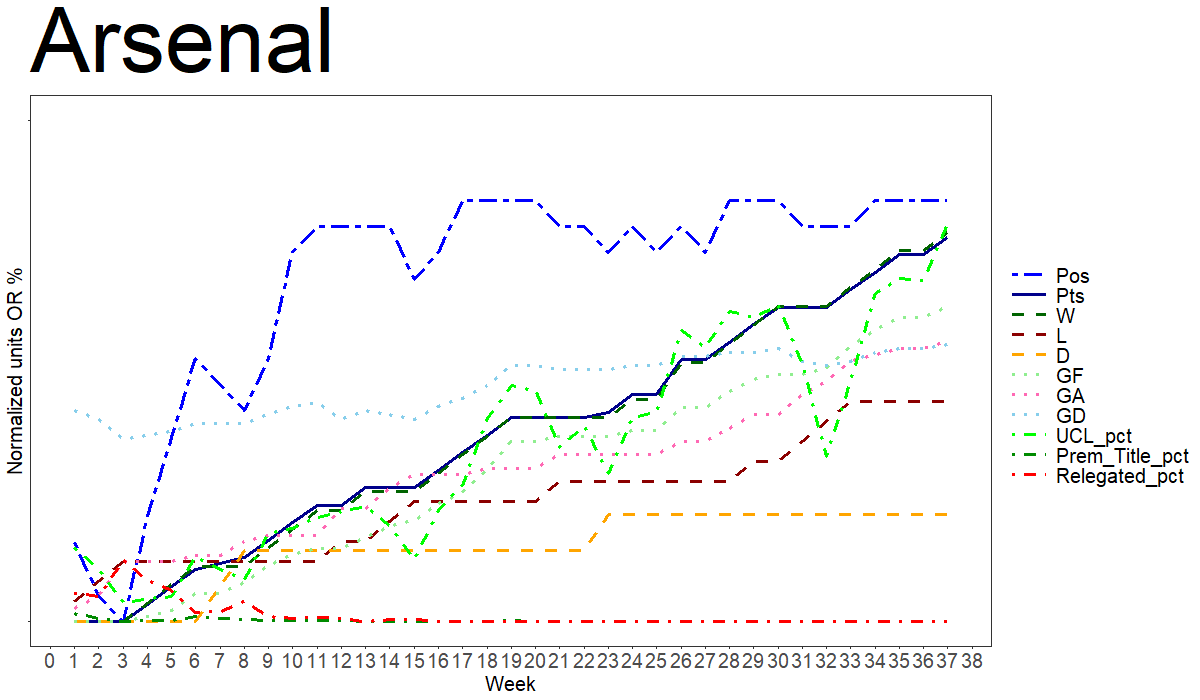 Arsenal
Normalized units OR %
Pos
Pts
W
L
D
GF
GA
GD
UCL_pct
Prem_Title_pct
Relegated_pct
0 1 2 3 4 5 6 7 8 9 10 11 12 13 14 15 16 17 18 19 20 21 22 23 24 25 26 27 28 29 30 31 32 33 34 35 36 37 38
Week